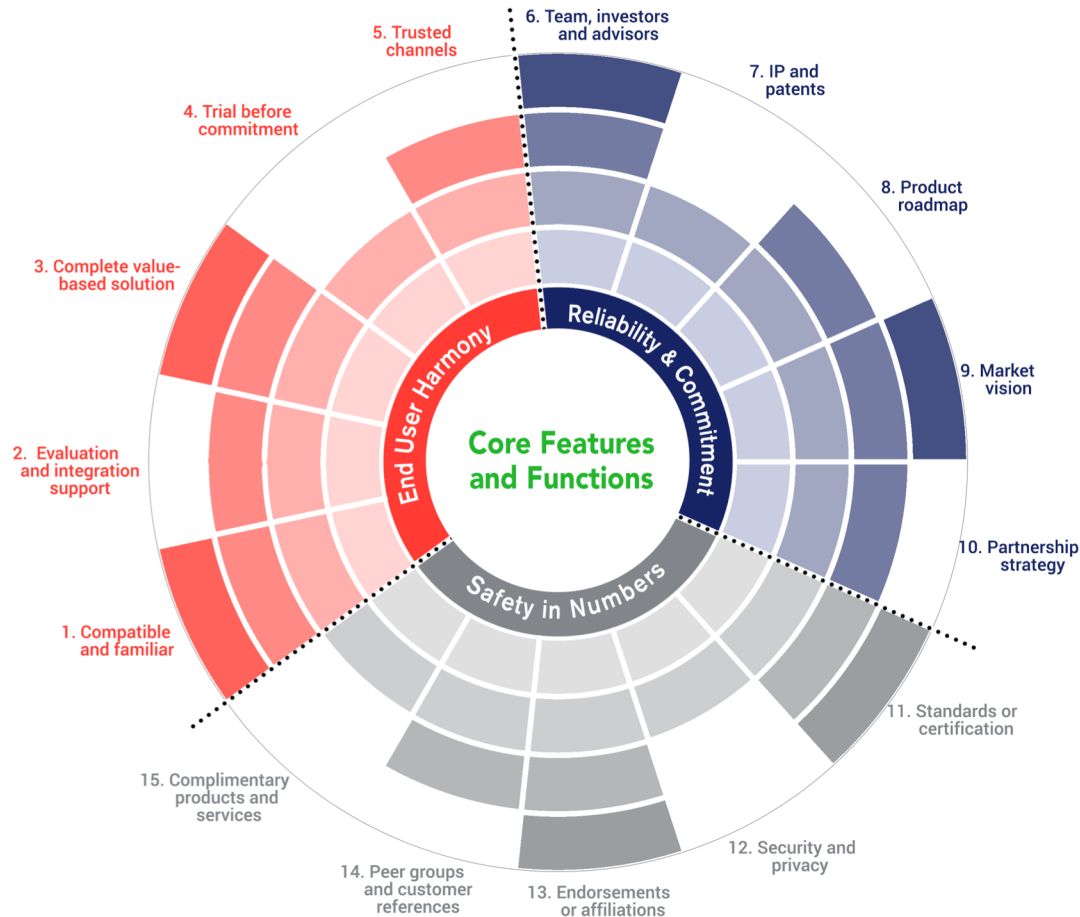 5. Trusted
channels
6. Team, investors
and advisors
7. IP and
patents
4. Trial before
commitment
8. Product
roadmap
3. Complete value-
based solution
9. Market
vision
2. Evaluation
and integration
support
10. Partnership
strategy
1. Compatible
and familiar
11. Standards or
certification
15. Complimentary
products and
services
12. Security and
privacy
14. Peer groups
and customer
references
13. Endorsements
or affiliations
End User Harmony
Reliability & Commitment
Safety in Numbers
Core Features
and Functions